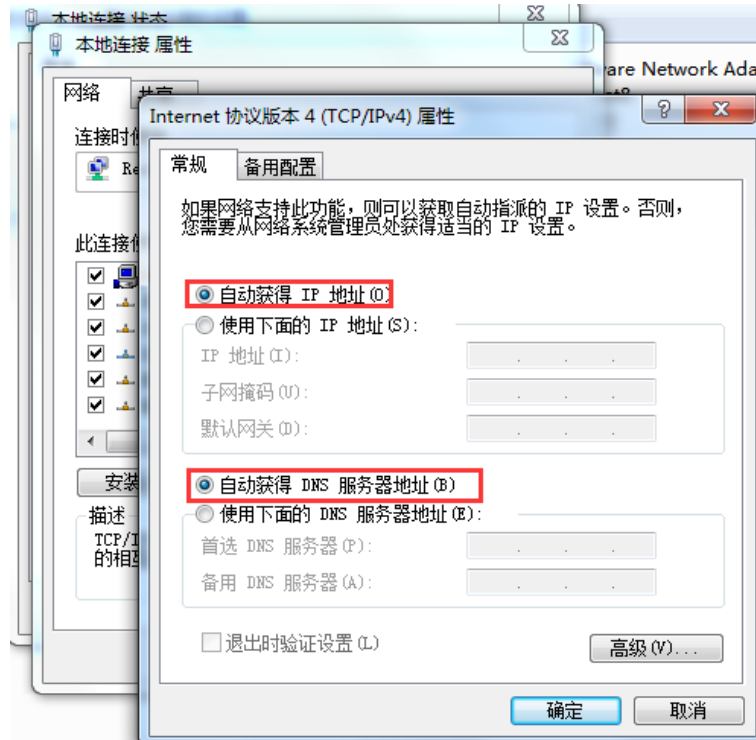 本地连接 状态
本地连接 属性
are Network Ada
网络
Internet 协议版本 4 (TCP/IPv4) 属性
连接时
常规
备用配置
Re
如果网络支持此功能，则可以获取自动指派的 IP 设置。否则，
您需要从网络系统管理员处获得适当的 IP 设置。
此连接
自动获得 IP 地址(O)
使用下面的 IP 地址(S):
IP 地址(I):
子网掩码(U):
默认网关(D):
安装
自动获得 DNS 服务器地址(B)
使用下面的 DNS 服务器地址(E):
描述
TCP/I
的相互
首选 DNS 服务器(P):
备用 DNS 服务器(A):
退出时验证设置(L)
高级(V)...
确定
取消